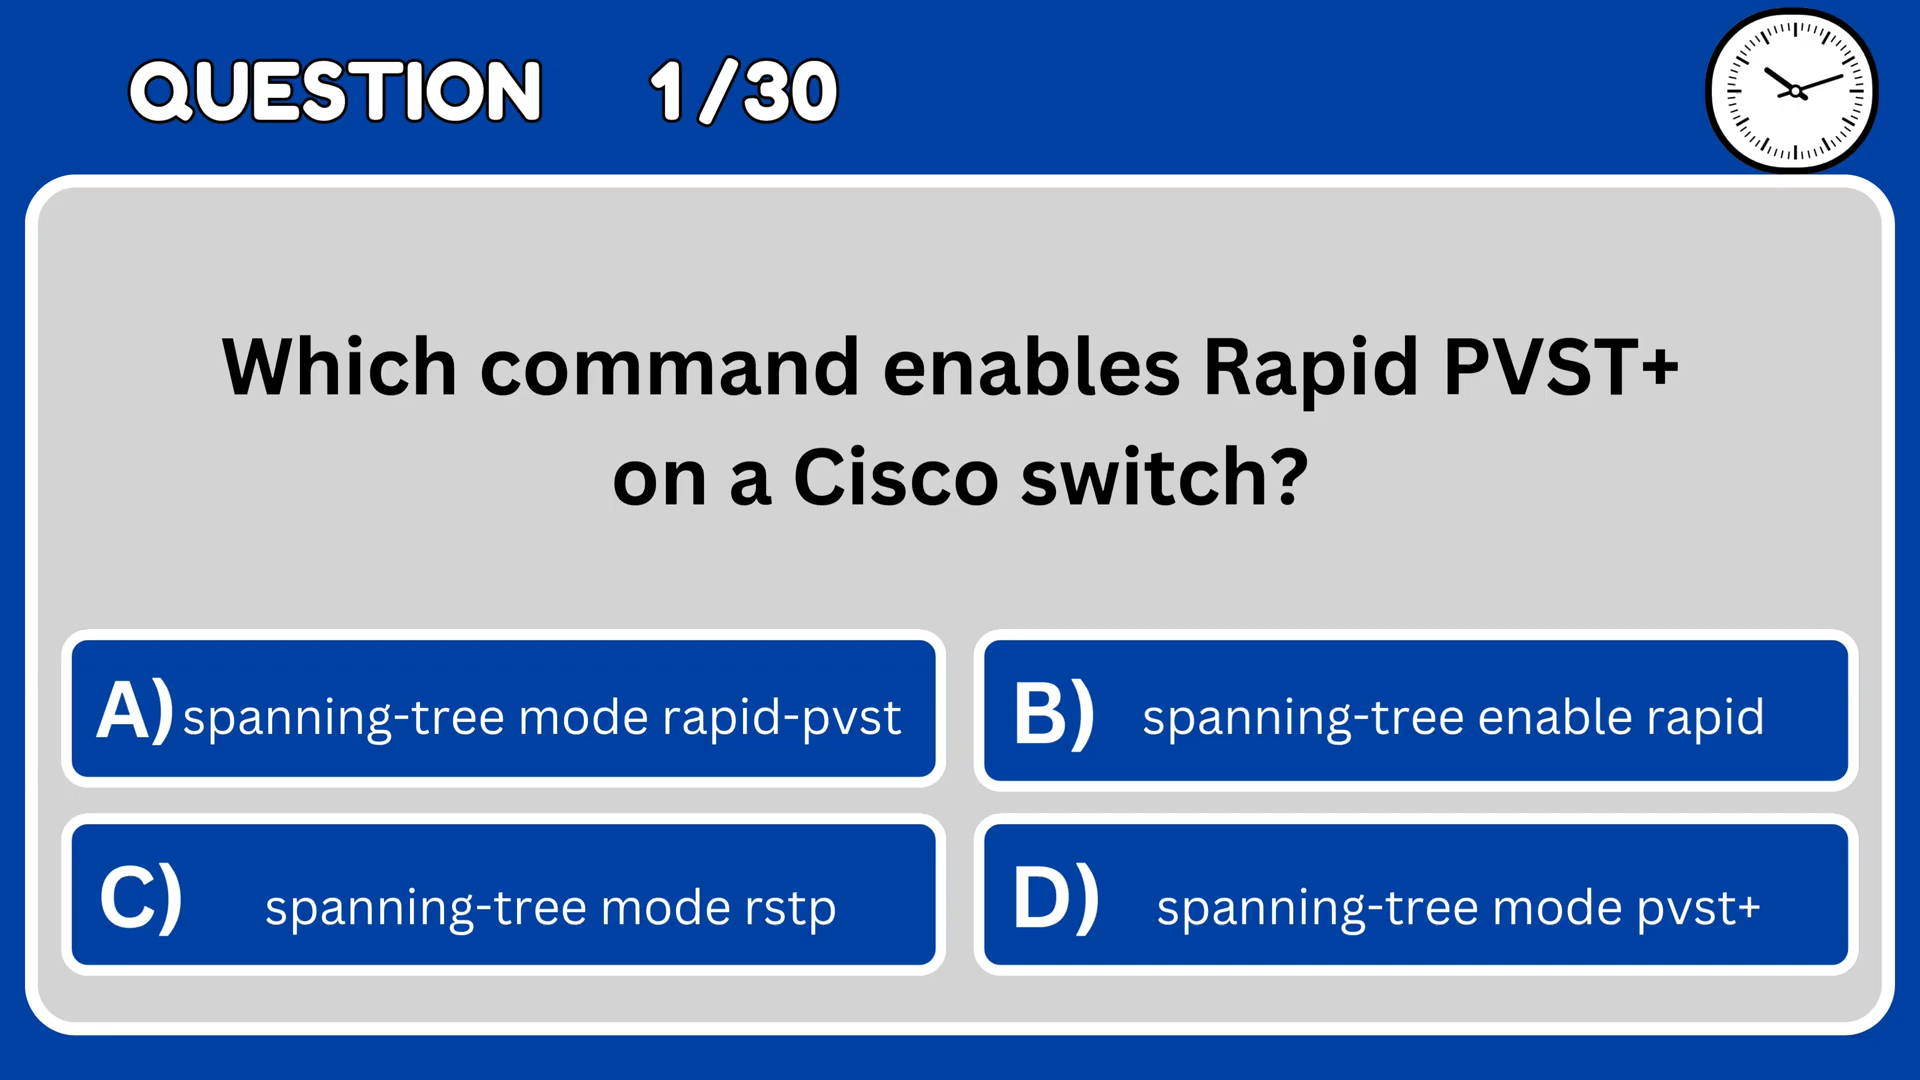 QUESTION 1/30
Which command enables Rapid PVST+
on a Cisco switch?
A) spanning-tree mode rapid-pvst
B) spanning-tree enable rapid
C) spanning-tree mode rstp
D) spanning-tree mode pvst+